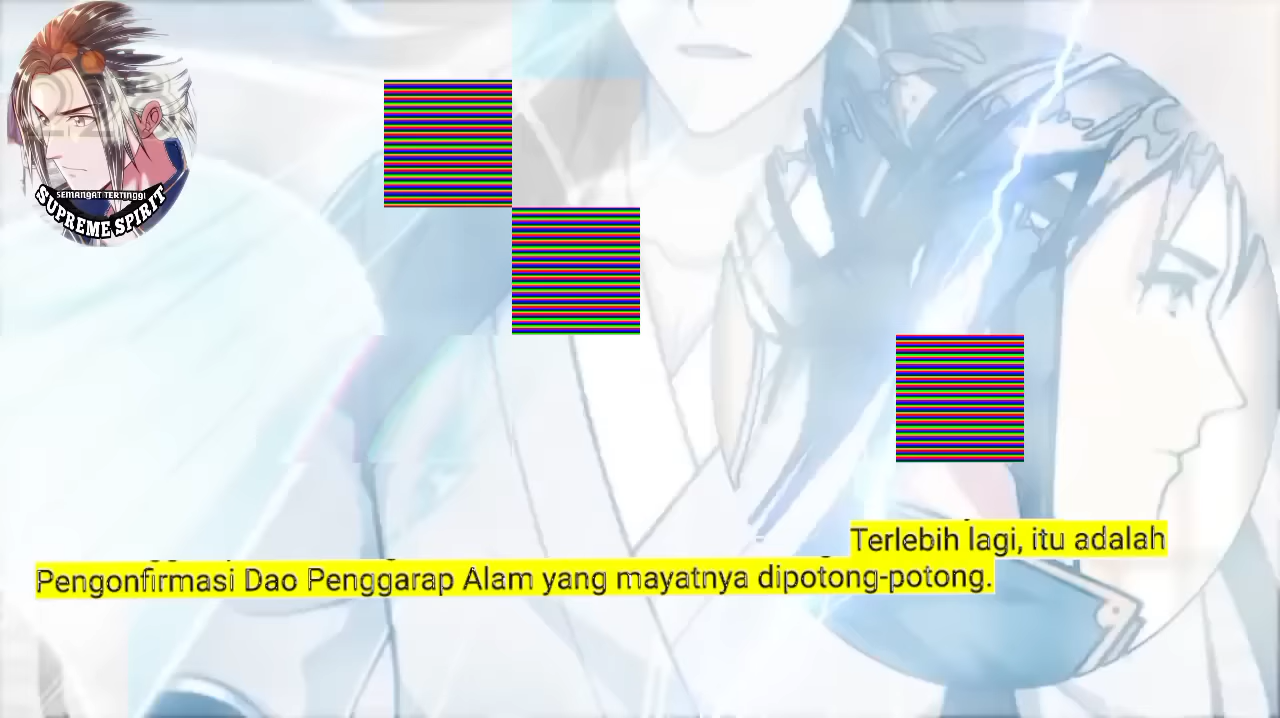 SEMANGAT TERTINGGI
SUPREME SPIRIT
Terlebih lagi, itu adalah
Pengonfirmasi Dao Penggarap Alam yang mayatnya dipotong-potong.